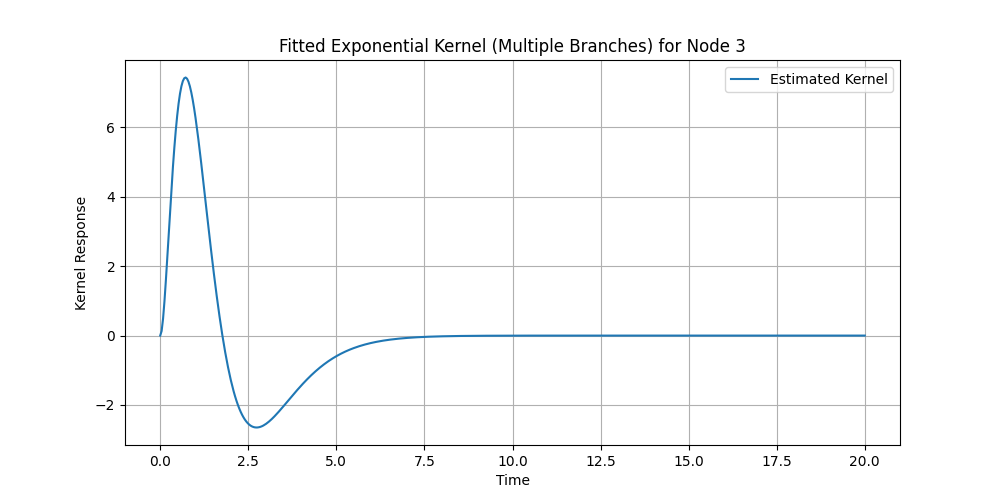 Fitted Exponential Kernel (Multiple Branches) for Node 3
Estimated Kernel
Kernel Response
6
4
2
0
−2
0.0 2.5 5.0 7.5 10.0 12.5 15.0 17.5 20.0
Time